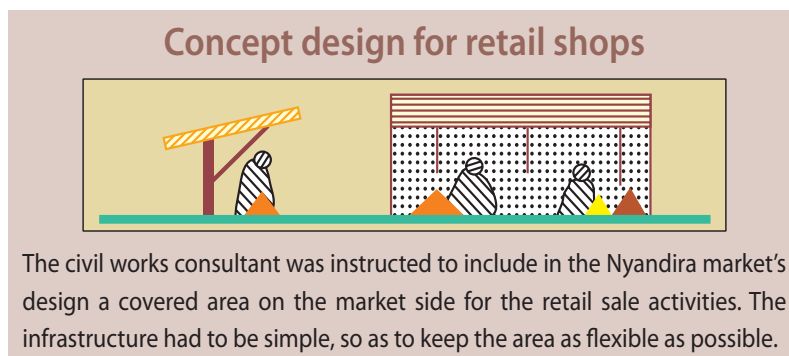 Concept design for retail shops
The civil works consultant was instructed to include in the Nyandira market's
design a covered area on the market side for the retail sale activities. The
infrastructure had to be simple, so as to keep the area as flexible as possible.